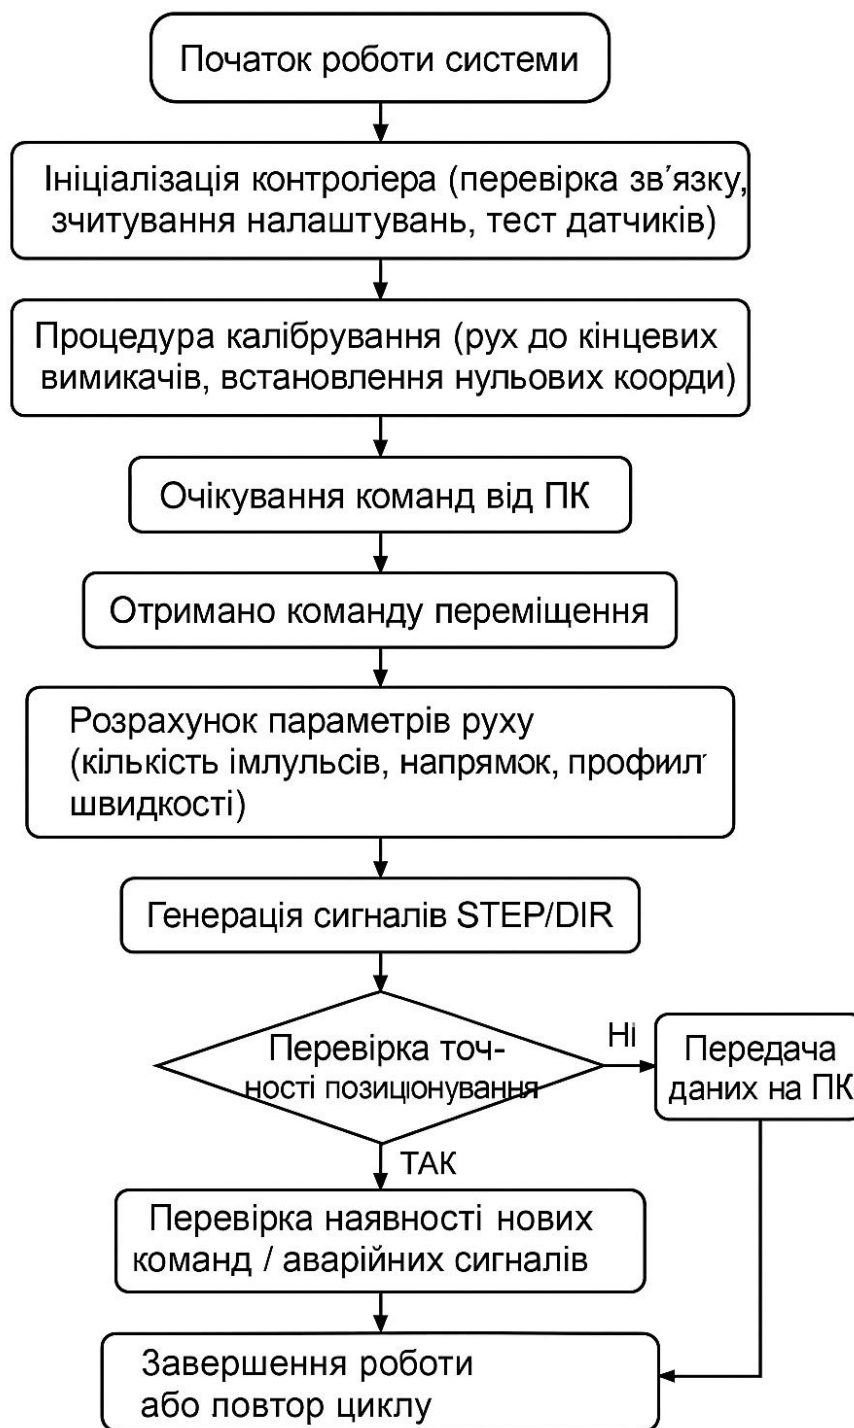 Початок роботи системи
Ініціалізація контролера (перевірка зв´язку,
зчитування налаштувань, тест датчиків)
Процедура калібрування (рух до кінцевих
вимикачів, встановлення нульових коорди)
Очікування команд від ПК
Отримано команду переміщення
Розрахунок параметрів руху
(кількість імлульсів, напрямок, профиил
швидкості)
Генерація сигналів STEP/DIR
Перевірка точ-
ності позиціонування
Ні
Передача
даних на ПК
ТАК
Перевірка наявності нових
команд / аварійних сигналів
Завершення роботи
або повтор циклу